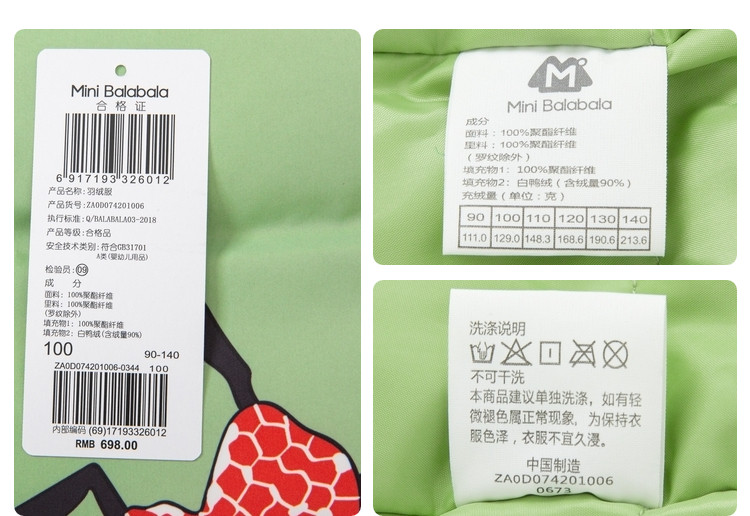 Mini Balabala
合格证
6 917193 326012
产品名称:羽绒服
产品货号:ZA0D074201006
执行标准:Q/BALABALA03-2018
产品等级:合格品
安全技术类别:符合GB31701
A类(婴幼儿用品)
检验员:09
成 分
面料: 100%聚酯纤维
里料: 100%聚酯纤维
(罗纹除外)
填充物1: 100%聚酯纤维
填充物2: 白鸭绒(含绒量90%)
100 90-140
ZA0D074201006-0344 100
内部编码 (69)17193326012
RMB 698.00
M
Mini Balabala
成分
面料: 100%聚酯纤维
里料: 100%聚酯纤维
(罗纹除外)
填充物1: 100%聚酯纤维
填充物2: 白鸭绒(含绒量90%)
充绒量(单位:克)
90 100 110 120 130 140
111.0 129.0 148.3 168.6 190.6 213.6
洗涤说明
不可干洗
本商品建议单独洗涤,如有轻
微褪色属正常现象,为保持衣
服色泽,衣服不宜久浸。
中国制造
ZA0D074201006
0673